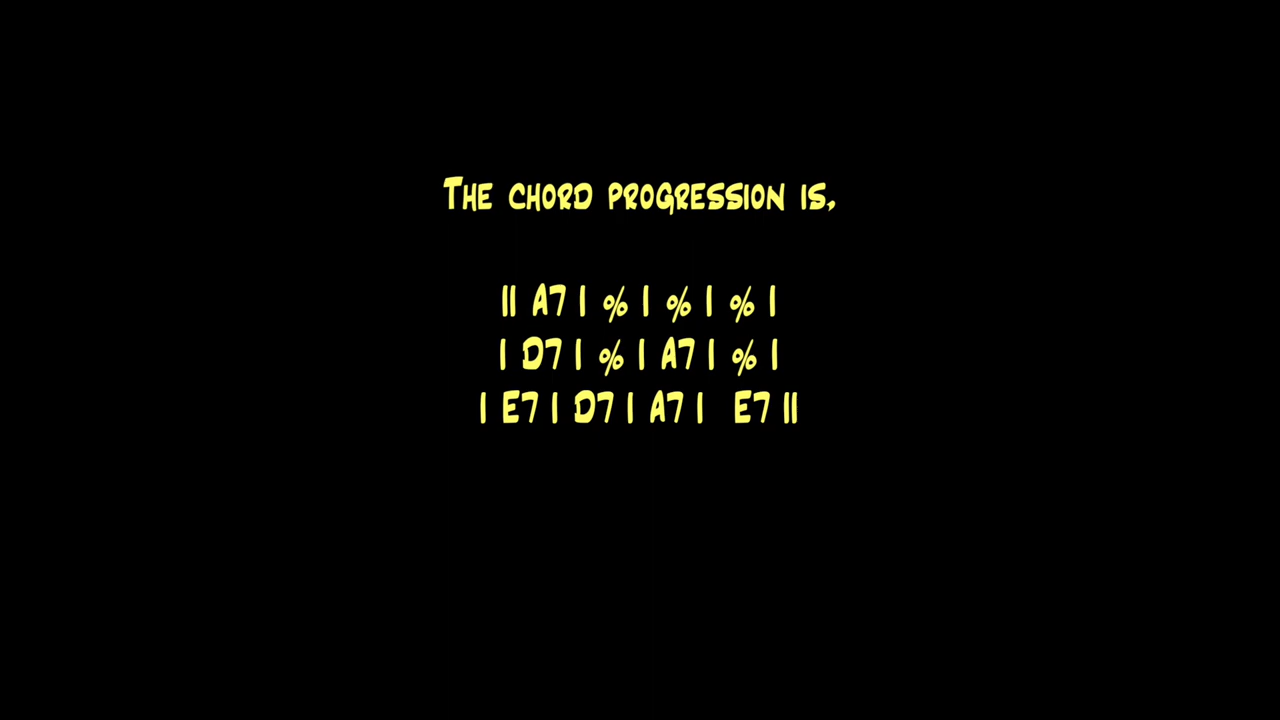 The chord progression is,
|| A7 | % | % | % |
| D7 | % | A7 | % |
| E7 | D7 | A7 |  E7 ||